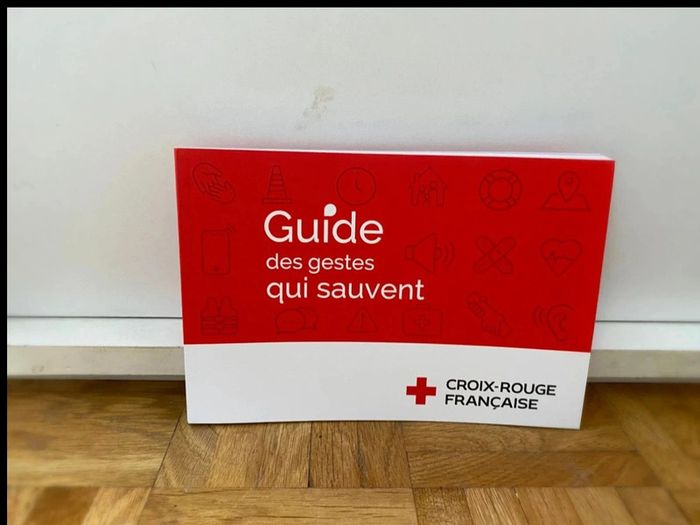 Guide
des gestes
qui sauvent
CROIX-ROUGE
FRANÇAISE